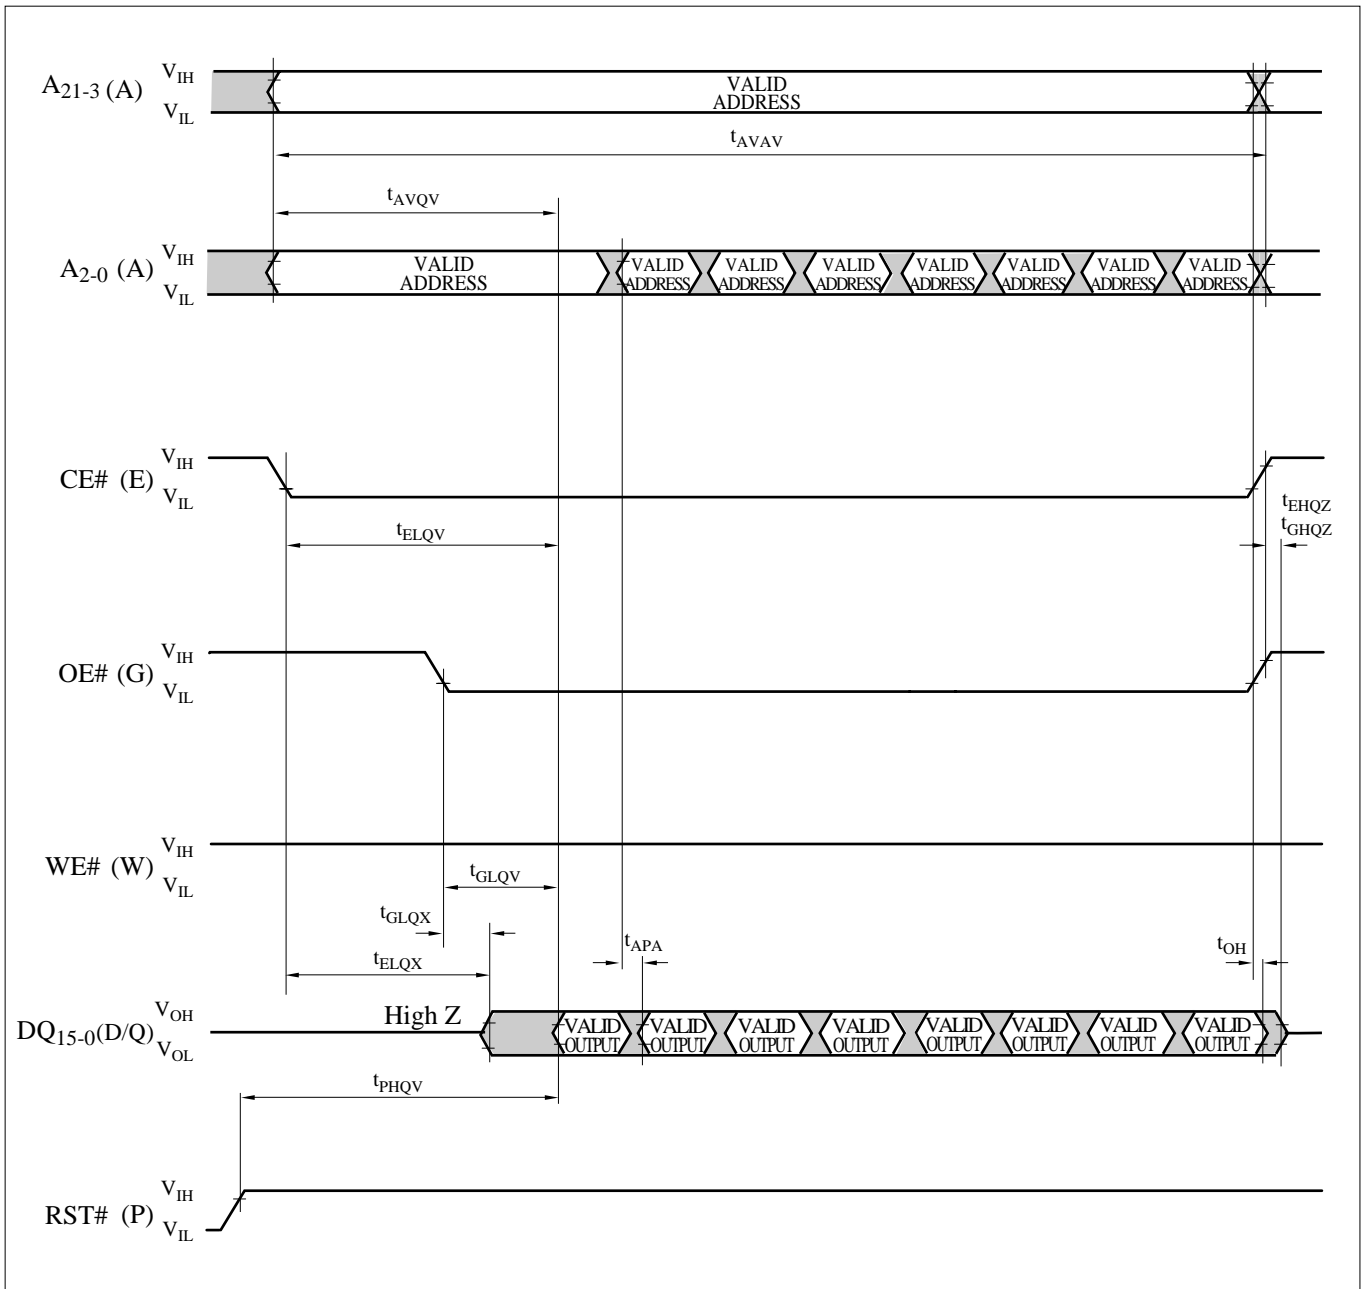 A21-3 (A) VIH VIL VALID ADDRESS
tAVAV
tAVQV
A2-0 (A) VIH VIL VALID ADDRESS VALID ADDRESS VALID ADDRESS VALID ADDRESS VALID ADDRESS VALID ADDRESS VALID ADDRESS VALID ADDRESS
CE# (E) VIH VIL
tEHQZ
tGHQZ
tELQV
OE# (G) VIH VIL
WE# (W) VIH VIL
tGLQV
tGLQX
tAPA
tOH
tELQX
DQ15-0(D/Q) VOH VOL High Z VALID OUTPUT VALID OUTPUT VALID OUTPUT VALID OUTPUT VALID OUTPUT VALID OUTPUT VALID OUTPUT VALID OUTPUT
tPHQV
RST# (P) VIH VIL